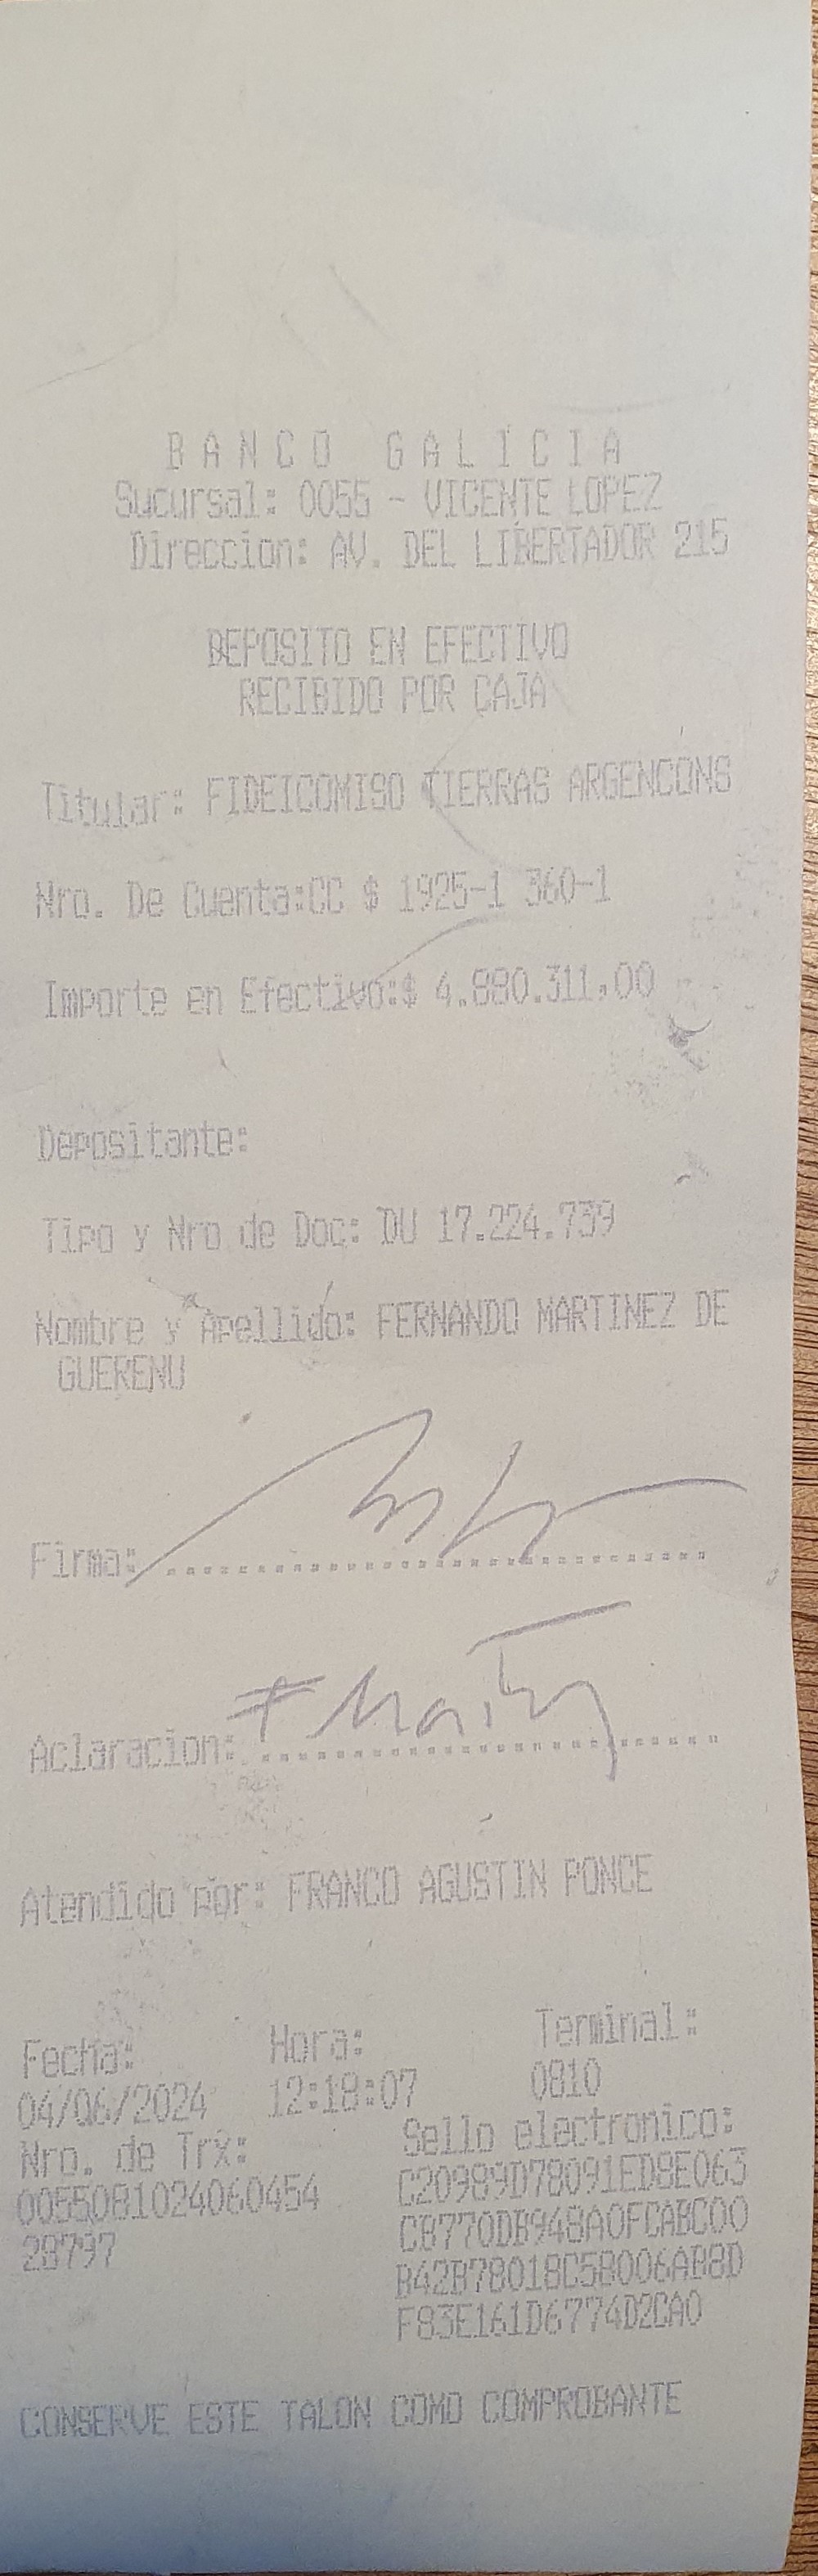 BANCO GALICIA
Sucursal: 0055 - VICENTE LOPEZ
Direccion: AV. DEL LIBERTADOR 215
DEPOSITO EN EFECTIVO
RECIBIDO POR CAJA
Titular: FIDEICOMISO TIERRAS ARGENCONS
Nro. De Cuenta:CC $ 1925-1 360-1
Importe en Efectivo:$ 4.880.311,00
Depositante:
Tipo y Nro de Doc: DU 17.224.739
Nombre y Apellido: FERNANDO MARTINEZ DE
GUERENU
Firma:
Aclaracion: F Martin
Atendido por: FRANCO AGUSTIN PONCE
Fecha: Hora: Terminal:
04/06/2024 12:18:07 0810
Nro. de Trx: Sello electronico:
0055081024060454 C20989D78091ED8E063
28797 CB770DB948A0FCABC00
B42B78018C58006AB8D
F83E161D6774D2CA0
CONSERVE ESTE TALON COMO COMPROBANTE